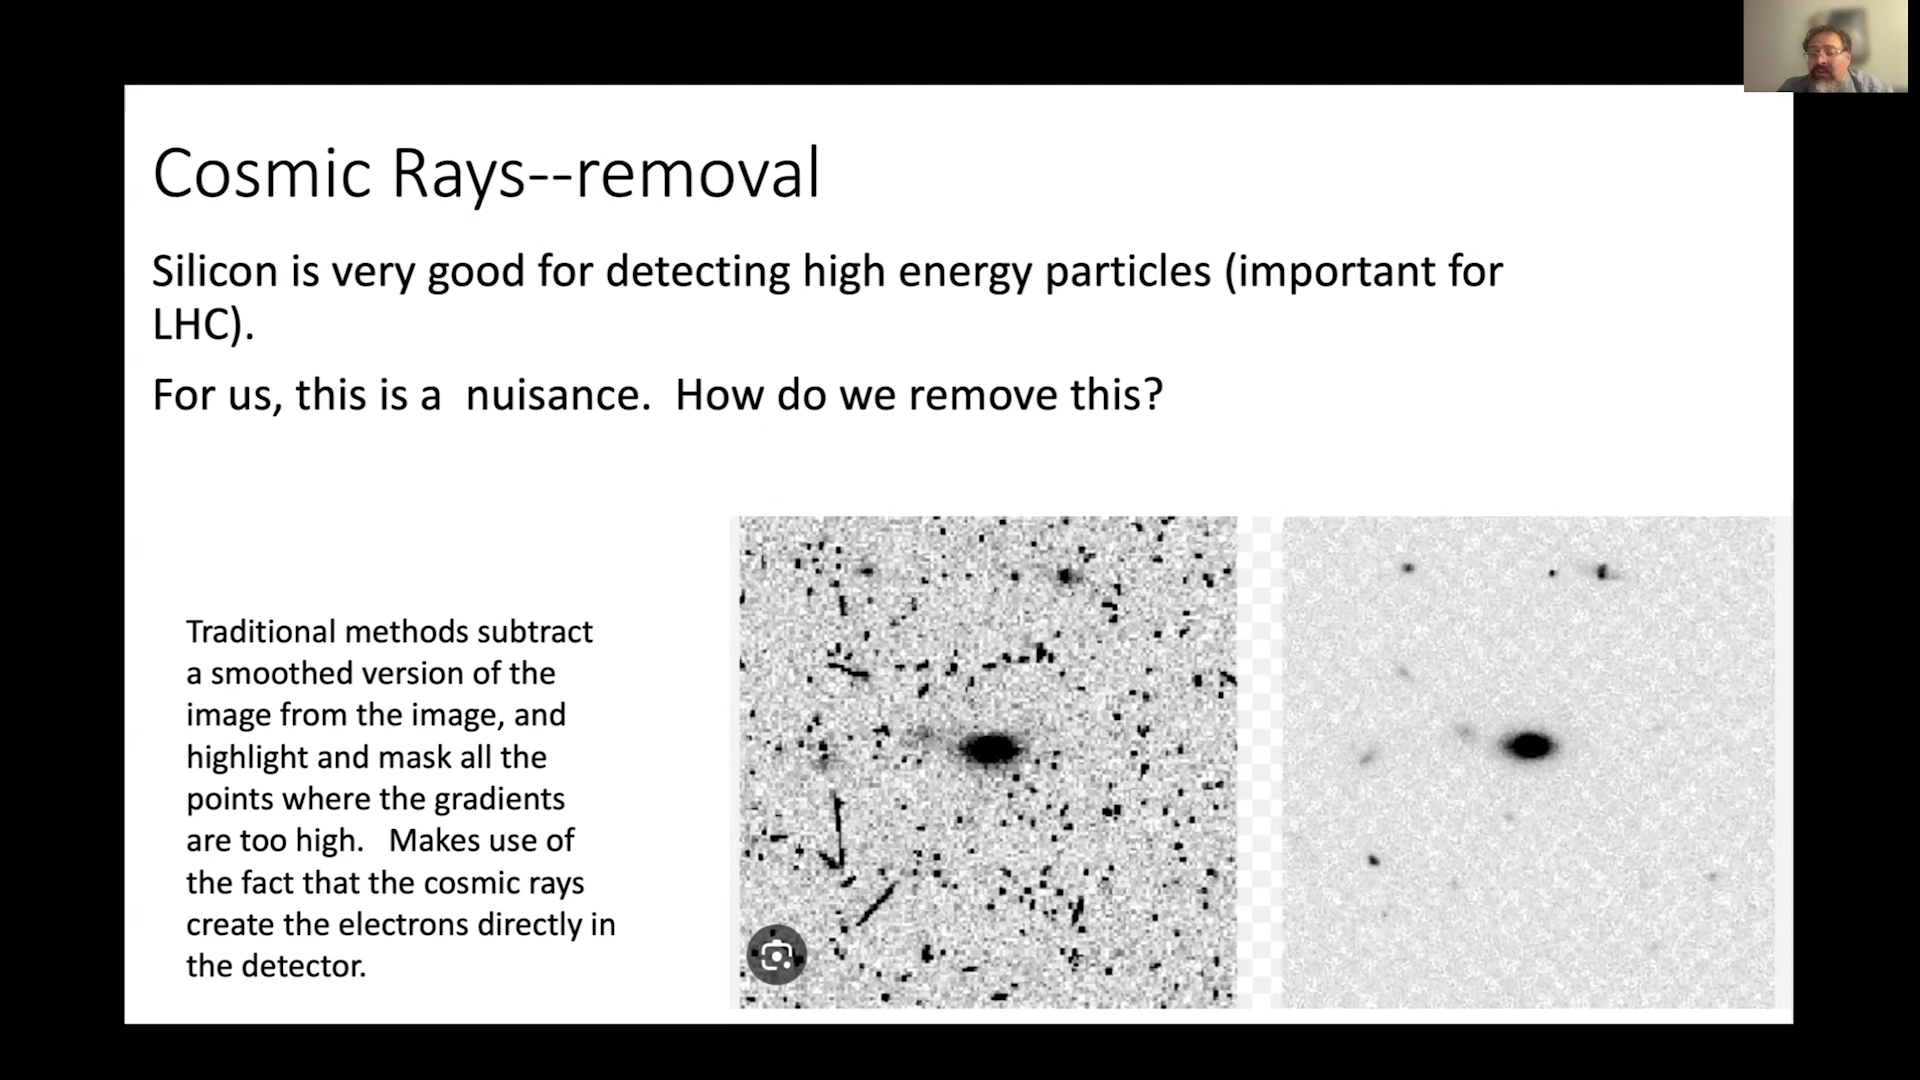 Cosmic Rays--removal
Silicon is very good for detecting high energy particles (important for
LHC).
For us, this is a  nuisance.  How do we remove this?
Traditional methods subtract
a smoothed version of the
image from the image, and
highlight and mask all the
points where the gradients
are too high.   Makes use of
the fact that the cosmic rays
create the electrons directly in
the detector.